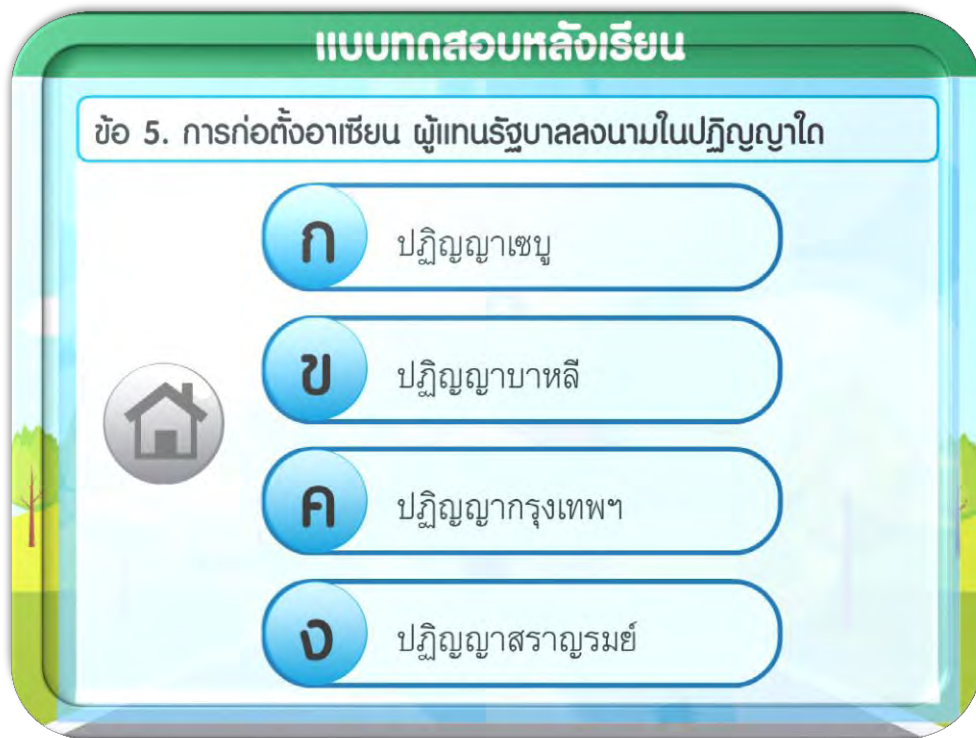 แบบทดสอบหลังเรียน
ข้อ 5. การก่อตั้งอาเซียน ผู้แทนรัฐบาลลงนามในปฏิญญาใด
ก ปฏิญญาเซบู
ข ปฏิญญาบาหลี
ค ปฏิญญากรุงเทพฯ
ง ปฏิญญาสราญรมย์